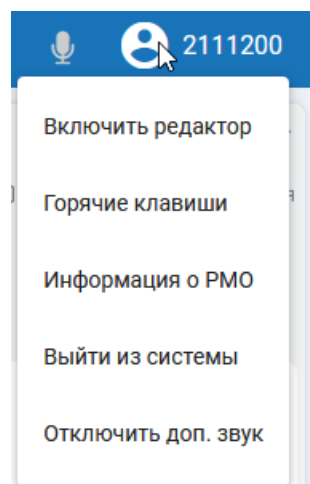 2111200
Включить редактор
Горячие клавиши
Информация о РМО
Выйти из системы
Отключить доп. звук